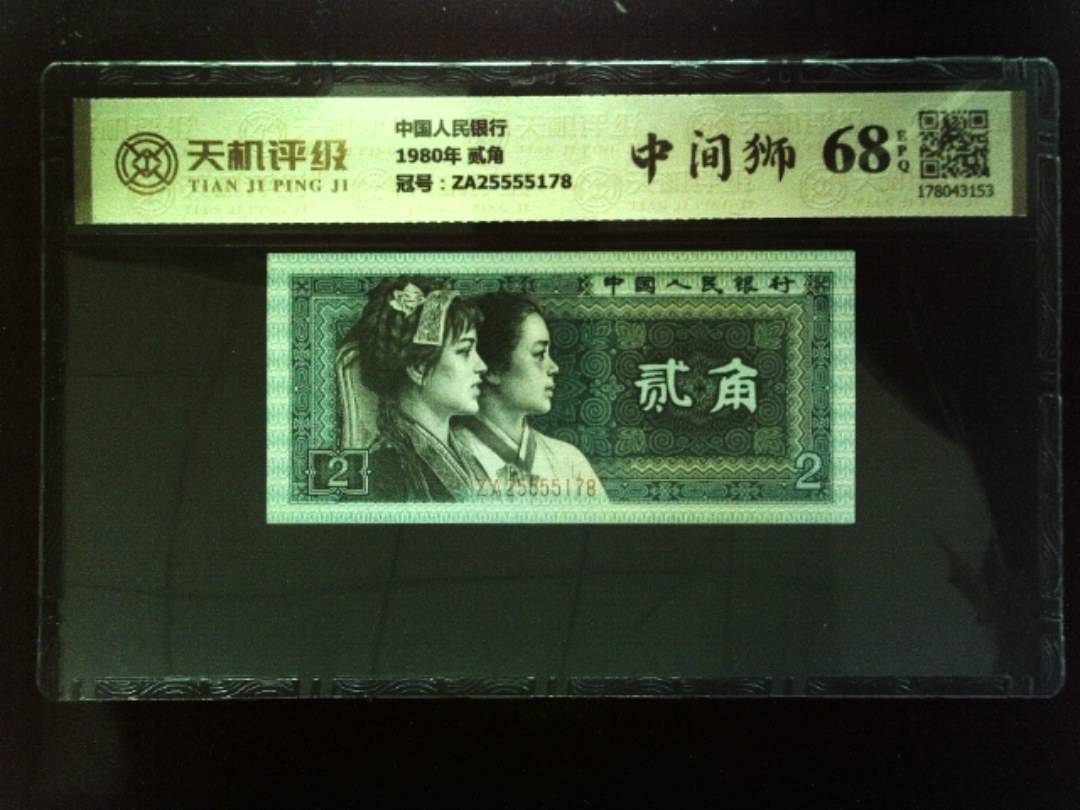 天机评级
TIAN JI PING JI
中国人民银行
1980年 贰角
冠号：ZA25555178
中间狮
68
EPQ
178043153
中国人民银行
贰角
2
2
ZA25555178